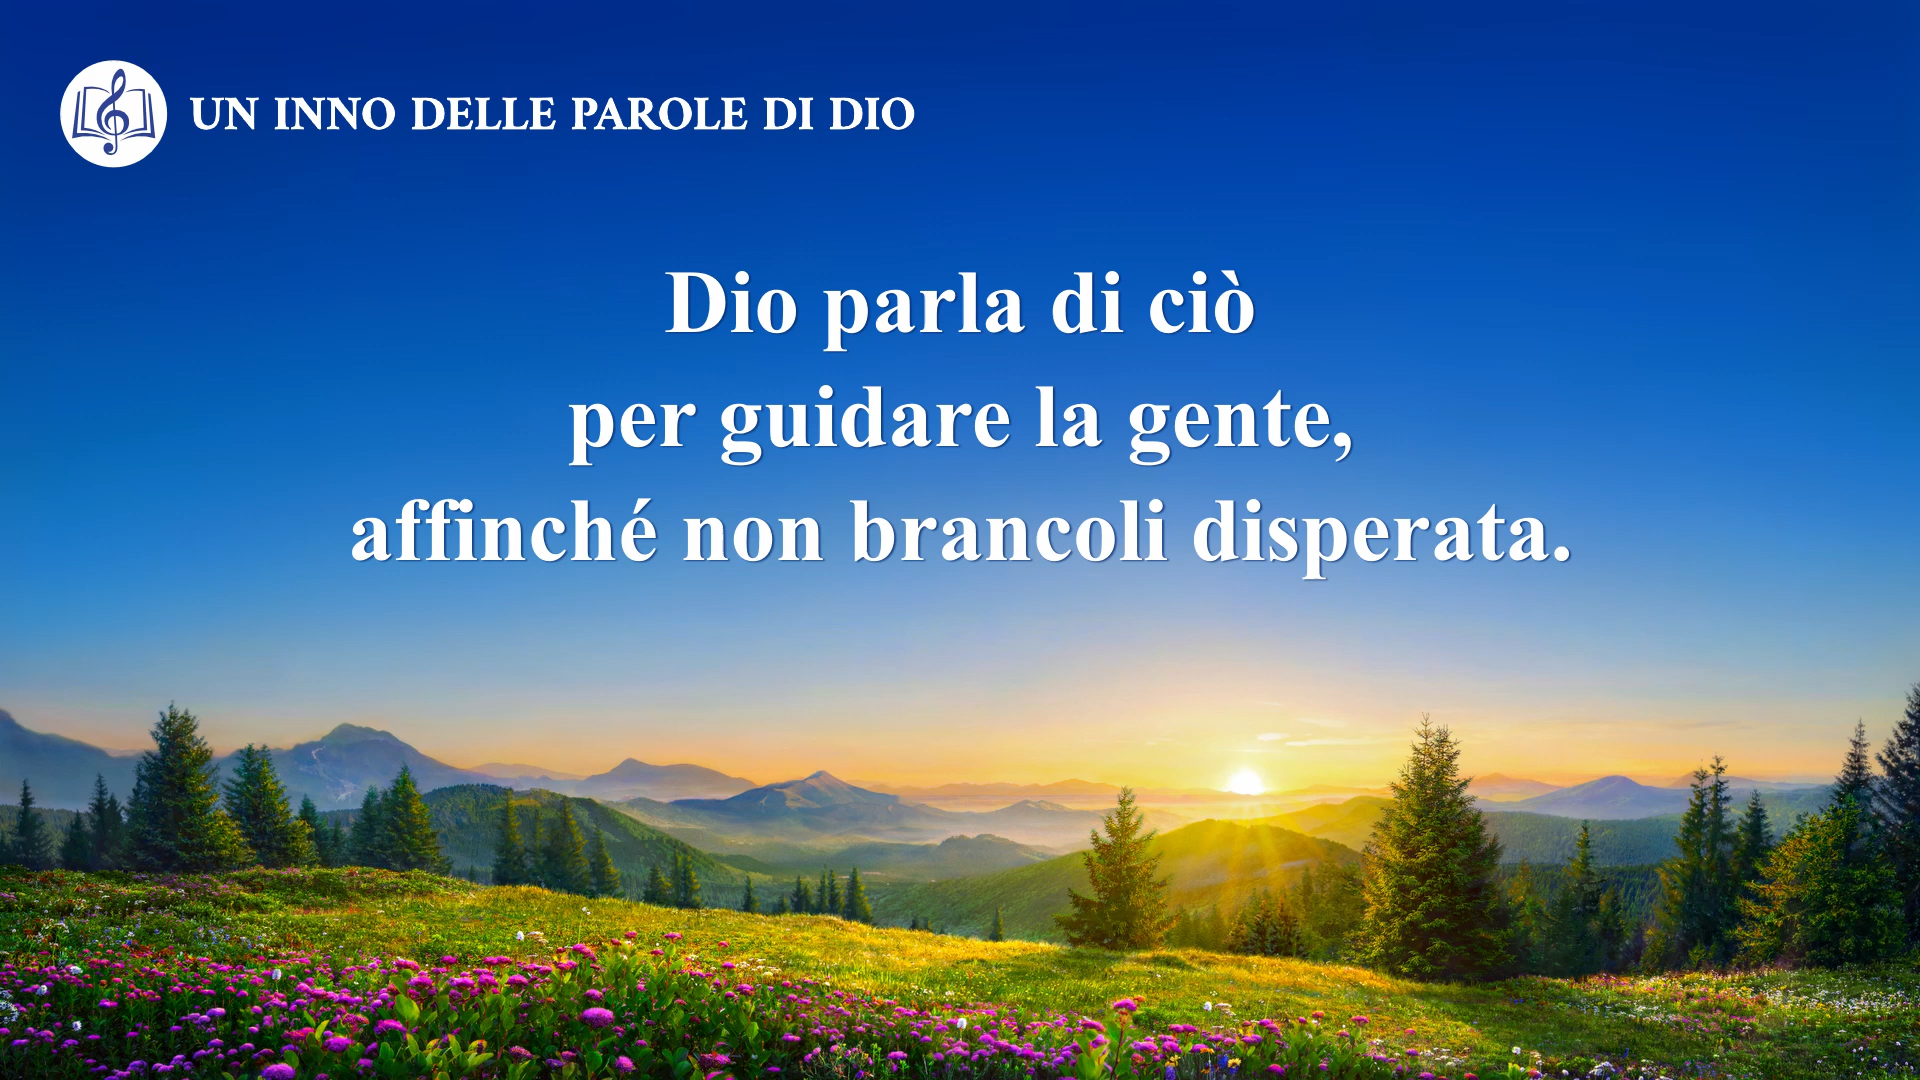 UN INNO DELLE PAROLE DI DIO
Dio parla di ciò
per guidare la gente,
affinché non brancoli disperata.